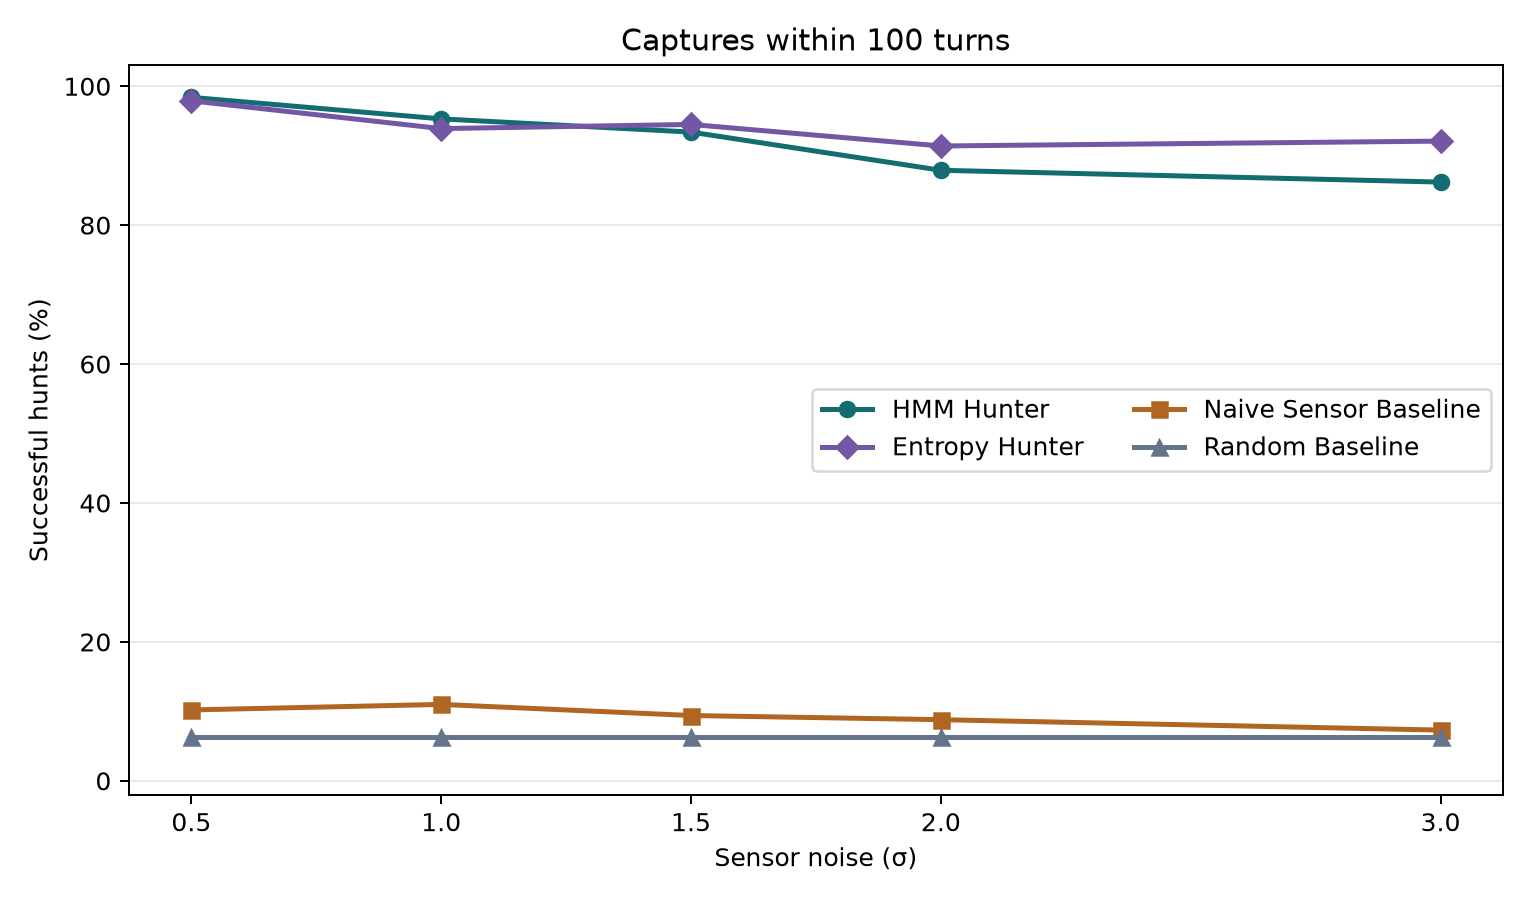 Captures within 100 turns
Successful hunts (%)
100
80
60
40
20
0
HMM Hunter
Entropy Hunter
Naive Sensor Baseline
Random Baseline
0.5 1.0 1.5 2.0 3.0
Sensor noise (σ)